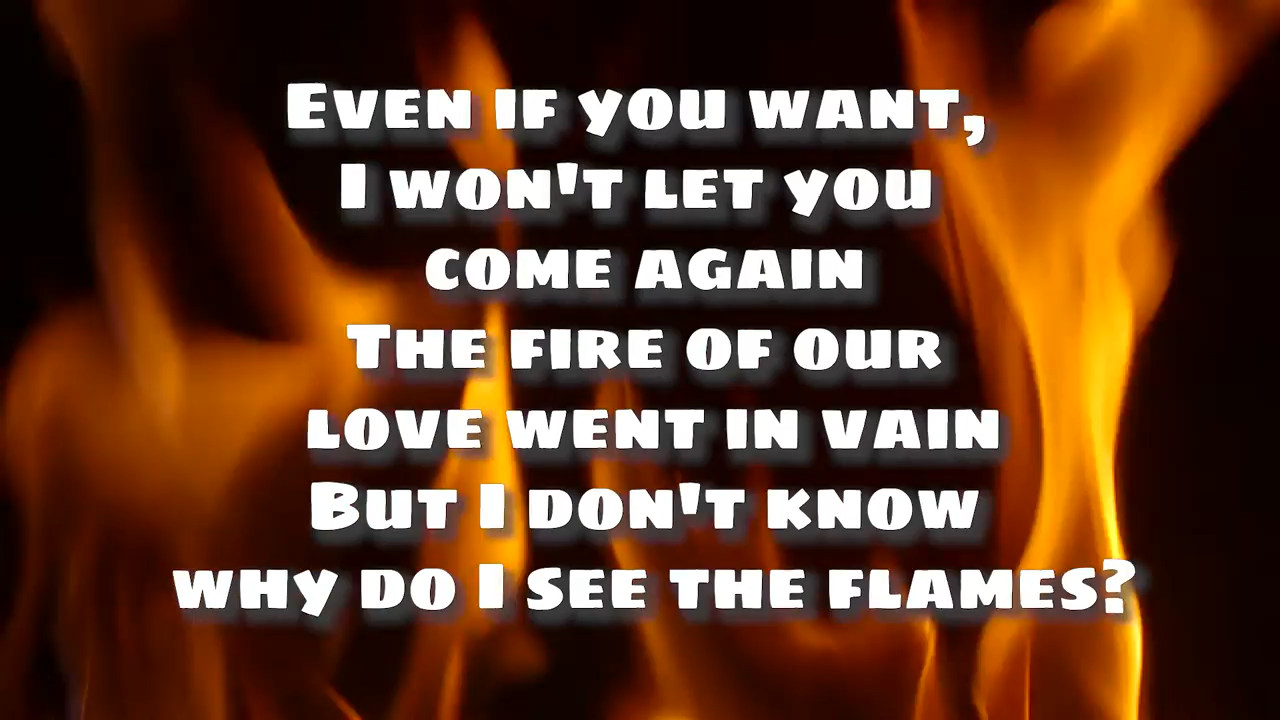 Even if you want,
I won't let you
come again
The fire of our
love went in vain
But I don't know
why do I see the flames?